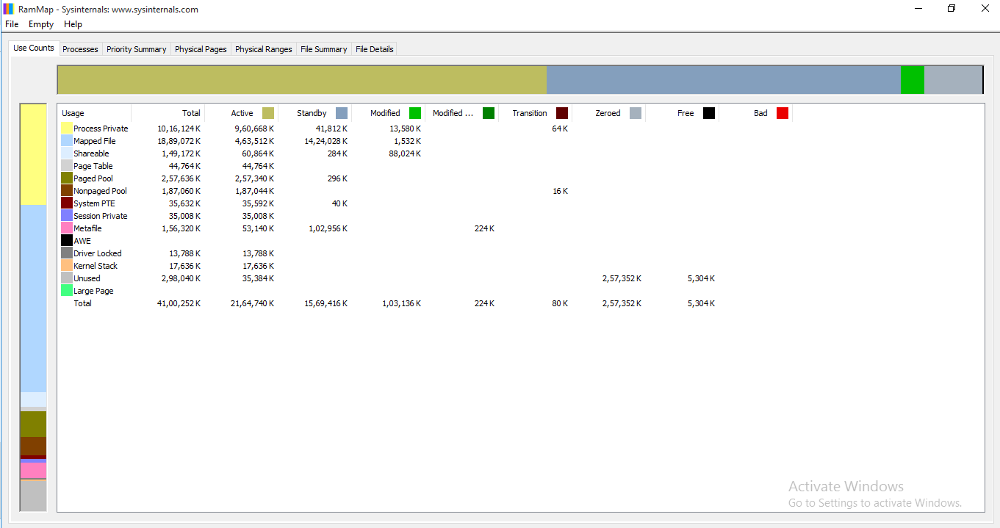 RamMap - Sysinternals: www.sysinternals.com
File Empty Help
Use Counts Processes Priority Summary Physical Pages Physical Ranges File Summary File Details
Usage Total Active Standby Modified Modified ... Transition Zeroed Free Bad
Process Private 10,16,124 K 9,60,668 K 41,812 K 13,580 K 64 K
Mapped File 18,89,072 K 4,63,512 K 14,24,028 K 1,532 K
Shareable 1,49,172 K 60,864 K 284 K 88,024 K
Page Table 44,764 K 44,764 K
Paged Pool 2,57,636 K 2,57,340 K 296 K
Nonpaged Pool 1,87,060 K 1,87,044 K 16 K
System PTE 35,632 K 35,592 K 40 K
Session Private 35,008 K 35,008 K
Metafile 1,56,320 K 53,140 K 1,02,956 K 224 K
AWE
Driver Locked 13,788 K 13,788 K
Kernel Stack 17,636 K 17,636 K
Unused 2,98,040 K 35,384 K 2,57,352 K 5,304 K
Large Page
Total 41,00,252 K 21,64,740 K 15,69,416 K 1,03,136 K 224 K 80 K 2,57,352 K 5,304 K
Activate Windows
Go to Settings to activate Windows.